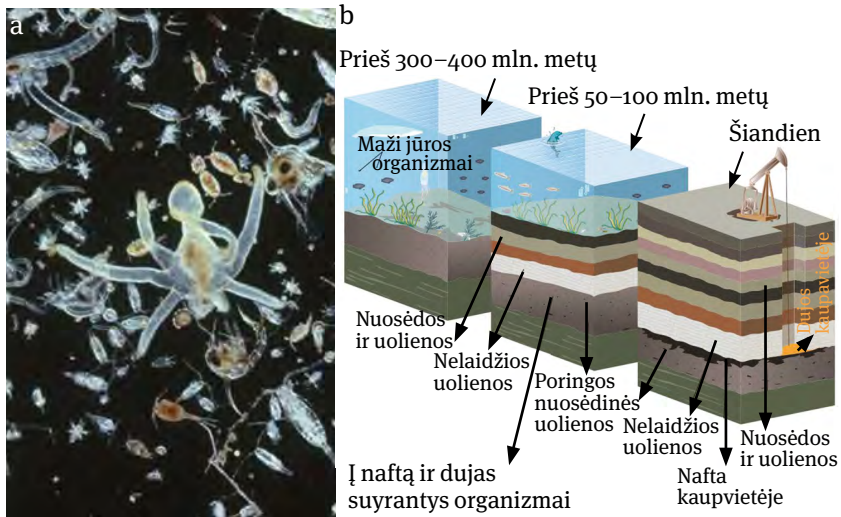 a
b
Prieš 300–400 mln. metų
Prieš 50–100 mln. metų
Šiandien
Maži jūros
organizmai
Dujos
kaupavietėje
Nuosėdos
ir uolienos
Nelaidžios
uolienos
Poringos
nuosėdinės
uolienos
Nelaidžios
uolienos
Nuosėdos
ir uolienos
Nafta
kaupvietėje
Į naftą ir dujas
suyrantys organizmai